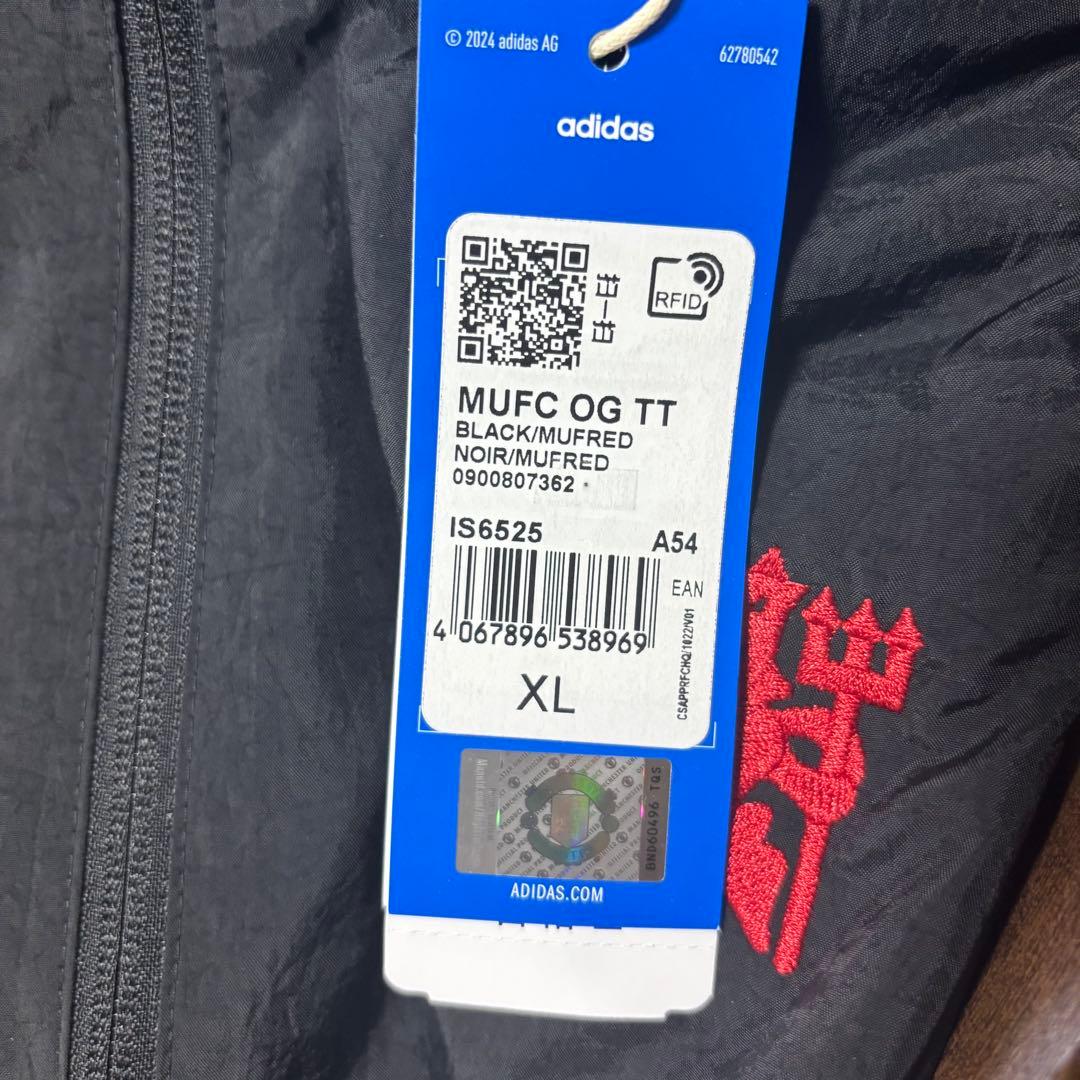 © 2024 adidas AG
62780542
adidas
RFID
MUFC OG TT
BLACK/MUFRED
NOIR/MUFRED
0900807362
IS6525
A54
EAN
4 067896 538969
CSAPPRFCHQ/1022/V01
XL
BND60496 TQS
ADIDAS.COM